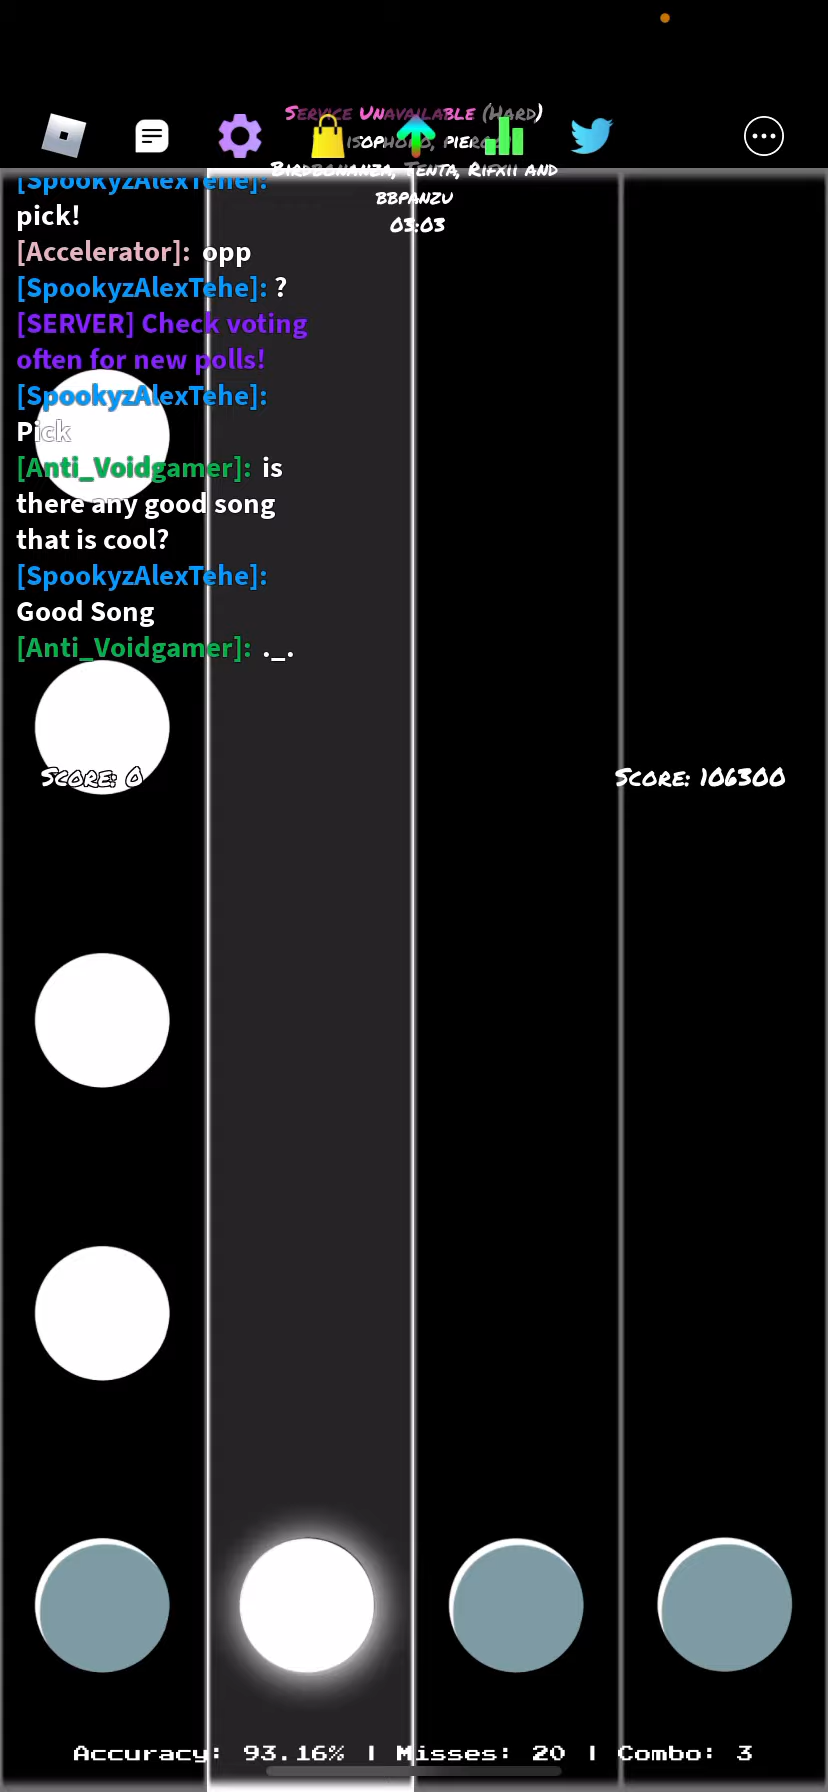 Service Unavailable (Hard)
Birdbonanza, Tenta, Rifxii and
bbpanzu
03:03
[SpookyzAlexTehe]:
pick!
[Accelerator]: opp
[SpookyzAlexTehe]: ?
[SERVER] Check voting
often for new polls!
[SpookyzAlexTehe]:
Pick
[Anti_Voidgamer]: is
there any good song
that is cool?
[SpookyzAlexTehe]:
Good Song
[Anti_Voidgamer]: ._.
Score: 0
Score: 106300
Accuracy: 93.16% | Misses: 20 | Combo: 3